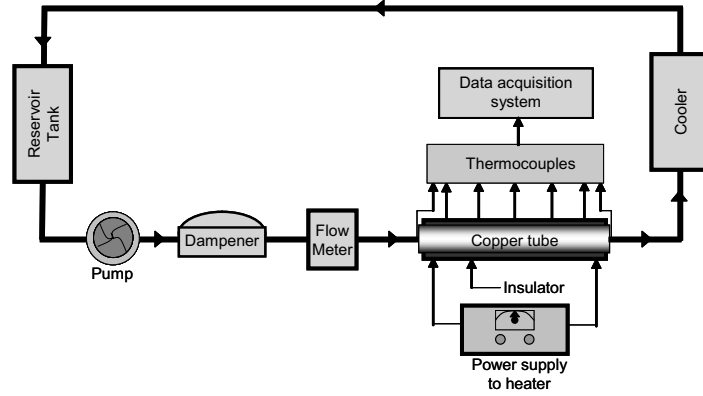 Reservoir
Tank
Pump
Dampener
Flow
Meter
Data acquisition
system
Thermocouples
Copper tube
Insulator
Power supply
to heater
Cooler